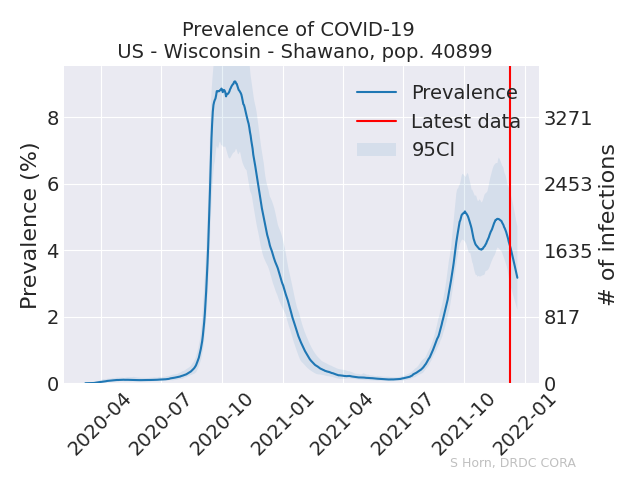 Prevalence of COVID-19
US - Wisconsin - Shawano, pop. 40899
Prevalence
Latest data
95CI
Prevalence (%)
8
6
4
2
0
3271
2453
1635
817
0
# of infections
2020-04
2020-07
2020-10
2021-01
2021-04
2021-07
2021-10
2022-01
S Horn, DRDC CORA